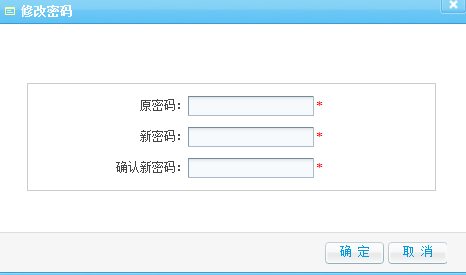 修改密码
原密码： *
新密码： *
确认新密码： *
确 定 取 消